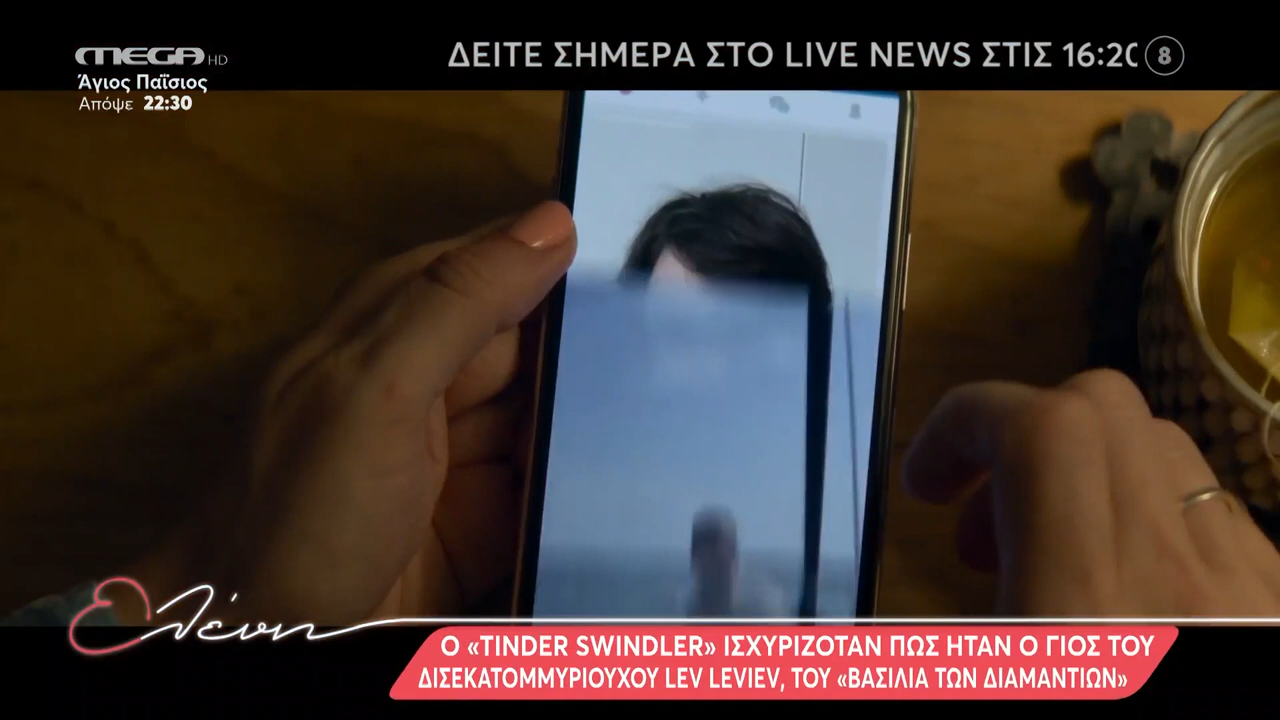 MEGA HD
Άγιος Παΐσιος
Απόψε 22:30
ΔΕΙΤΕ ΣΗΜΕΡΑ ΣΤΟ LIVE NEWS ΣΤΙΣ 16:20
8
Ελένη
Ο «TINDER SWINDLER» ΙΣΧΥΡΙΖΟΤΑΝ ΠΩΣ ΗΤΑΝ Ο ΓΙΟΣ ΤΟΥ
ΔΙΣΕΚΑΤΟΜΜΥΡΙΟΥΧΟΥ LEV LEVIEV, ΤΟΥ «ΒΑΣΙΛΙΑ ΤΩΝ ΔΙΑΜΑΝΤΙΩΝ»